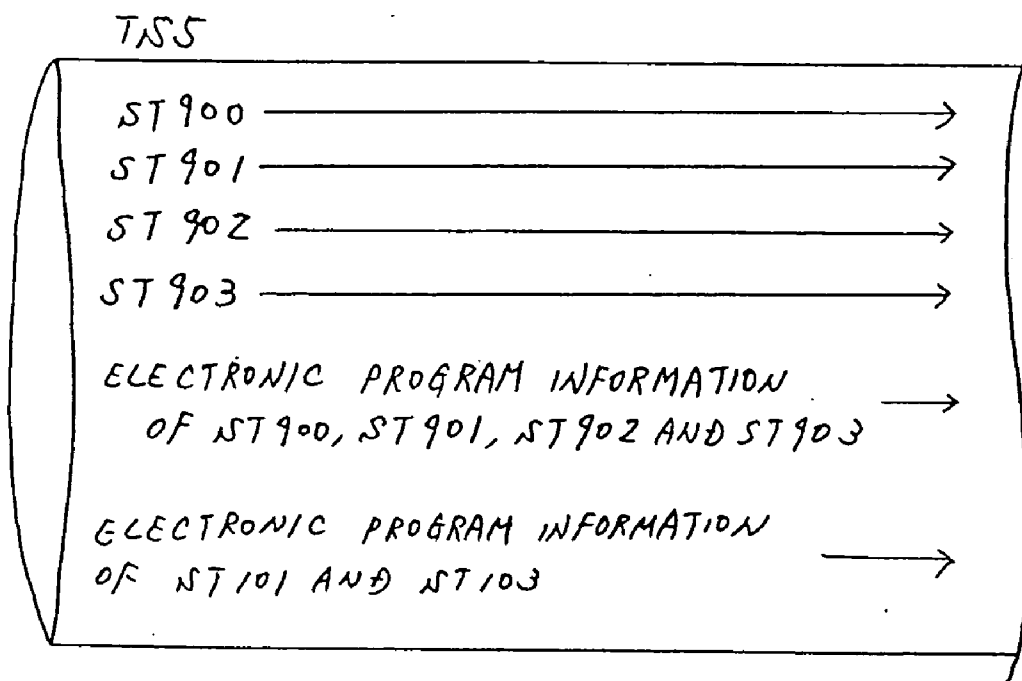 TS5
ST900
ST901
ST902
ST903
ELECTRONIC PROGRAM INFORMATION
OF ST900, ST901, ST902 AND ST903
ELECTRONIC PROGRAM INFORMATION
OF ST101 AND ST103